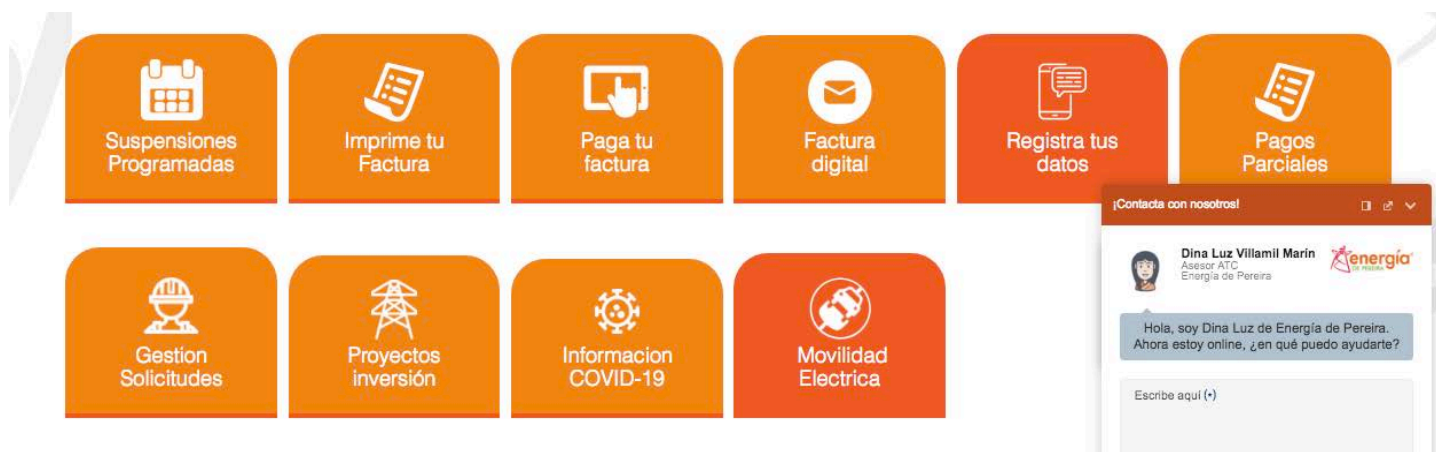 Suspensiones
Programadas
Imprime tu
Factura
Paga tu
factura
Factura
digital
Registra tus
datos
Pagos
Parciales
Gestion
Solicitudes
Proyectos
inversión
Informacion
COVID-19
Movilidad
Electrica
¡Contacta con nosotros!
Dina Luz Villamil Marín
Asesor ATC
Energía de Pereira
energía
DE PEREIRA
Hola, soy Dina Luz de Energía de Pereira.
Ahora estoy online, ¿en qué puedo ayudarte?
Escribe aquí (•)